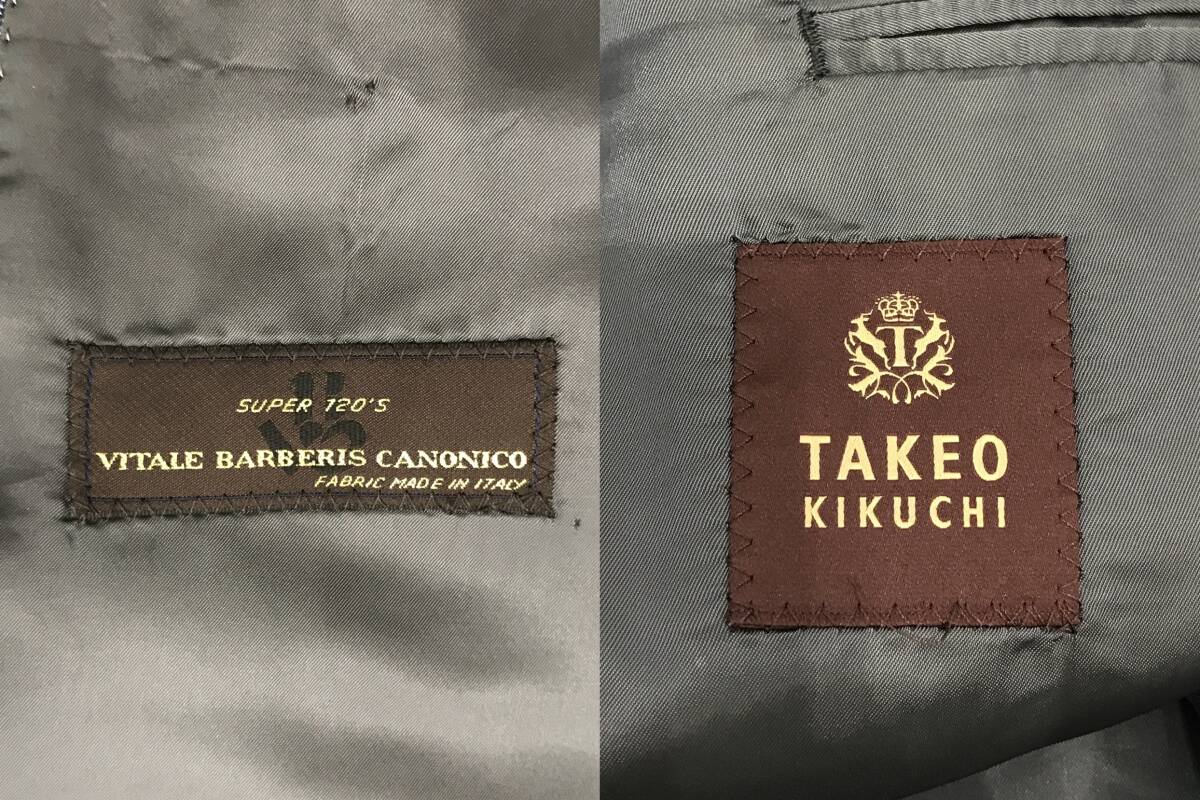 SUPER 120'S
VITALE BARBERIS CANONICO
FABRIC MADE IN ITALY
T
TAKEO
KIKUCHI